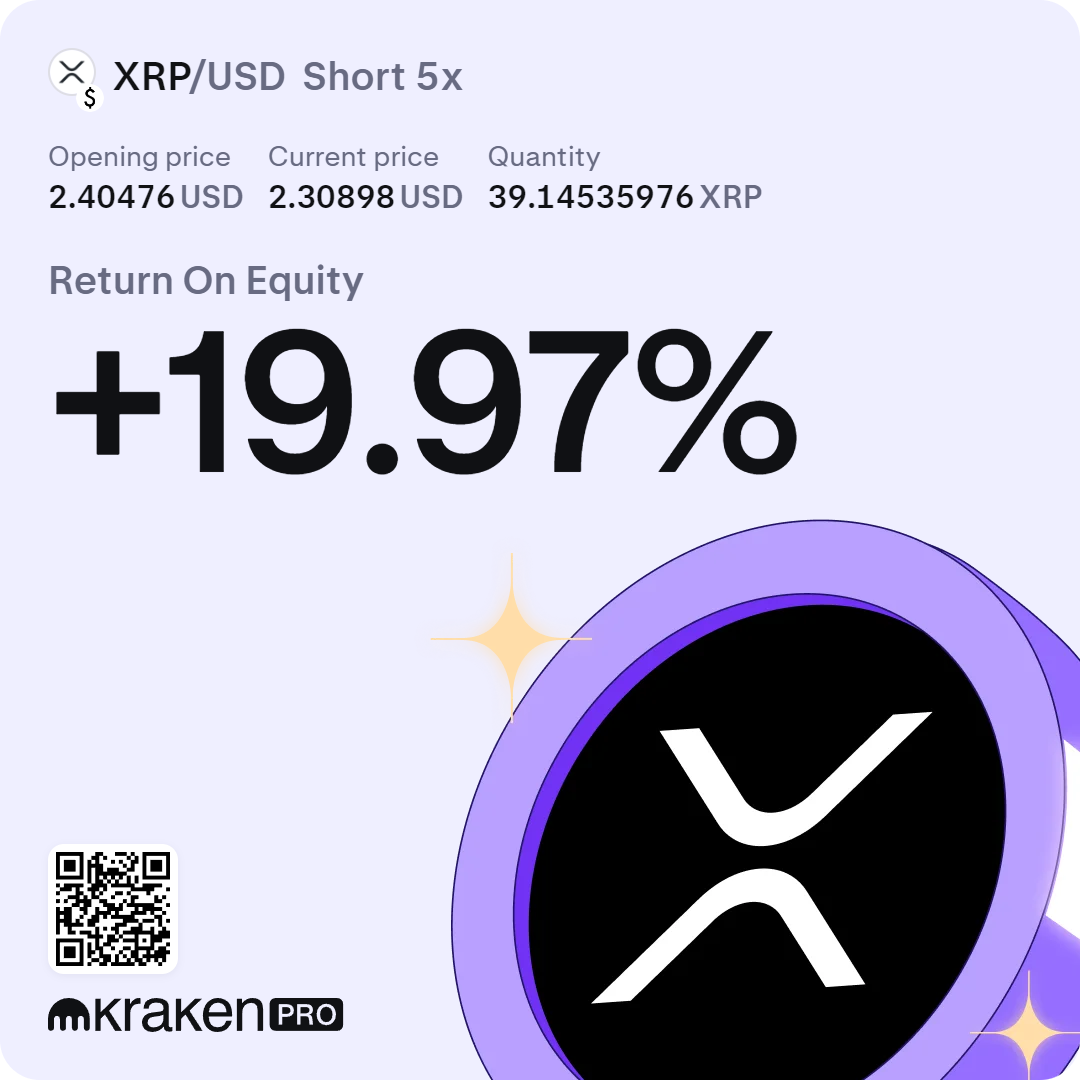 XRP/USD Short 5x
$
Opening price Current price Quantity
2.40476 USD 2.30898 USD 39.14535976 XRP
Return On Equity
+19.97%
kraken PRO